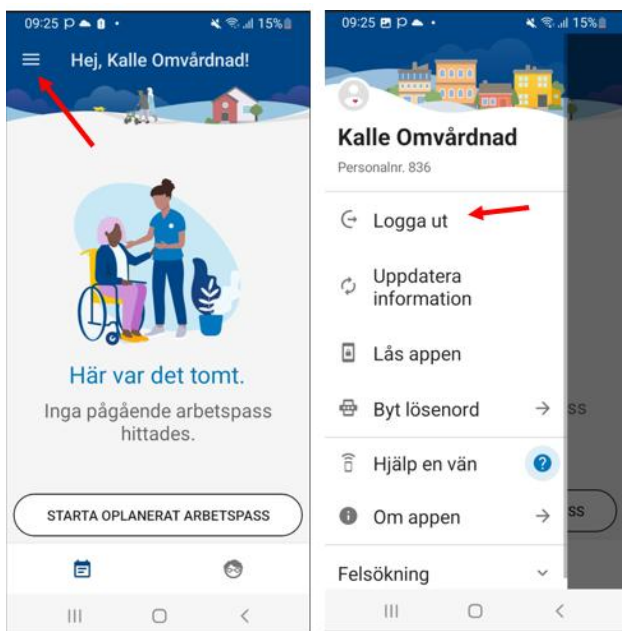 09:25
15%
Hej, Kalle Omvårdnad!
Här var det tomt.
Inga pågående arbetspass
hittades.
STARTA OPLANERAT ARBETSPASS
09:25
15%
Kalle Omvårdnad
Personalnr. 836
Logga ut
Uppdatera
information
Lås appen
Byt lösenord
ss
Hjälp en vän
?
Om appen
ss
Felsökning